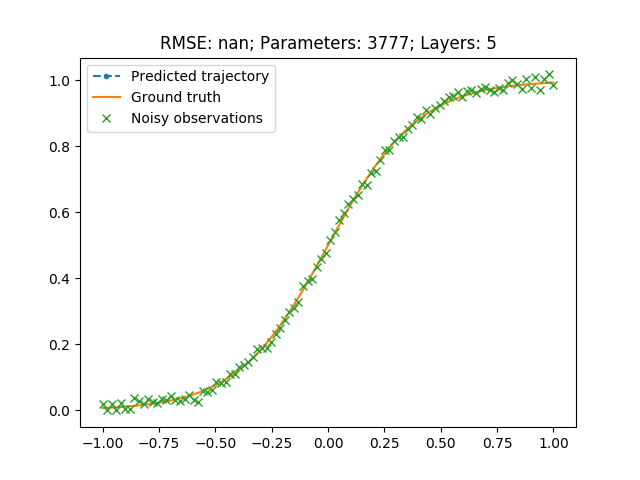 RMSE: nan; Parameters: 3777; Layers: 5
Predicted trajectory
Ground truth
Noisy observations
1.0
0.8
0.6
0.4
0.2
0.0
−1.00 −0.75 −0.50 −0.25 0.00 0.25 0.50 0.75 1.00